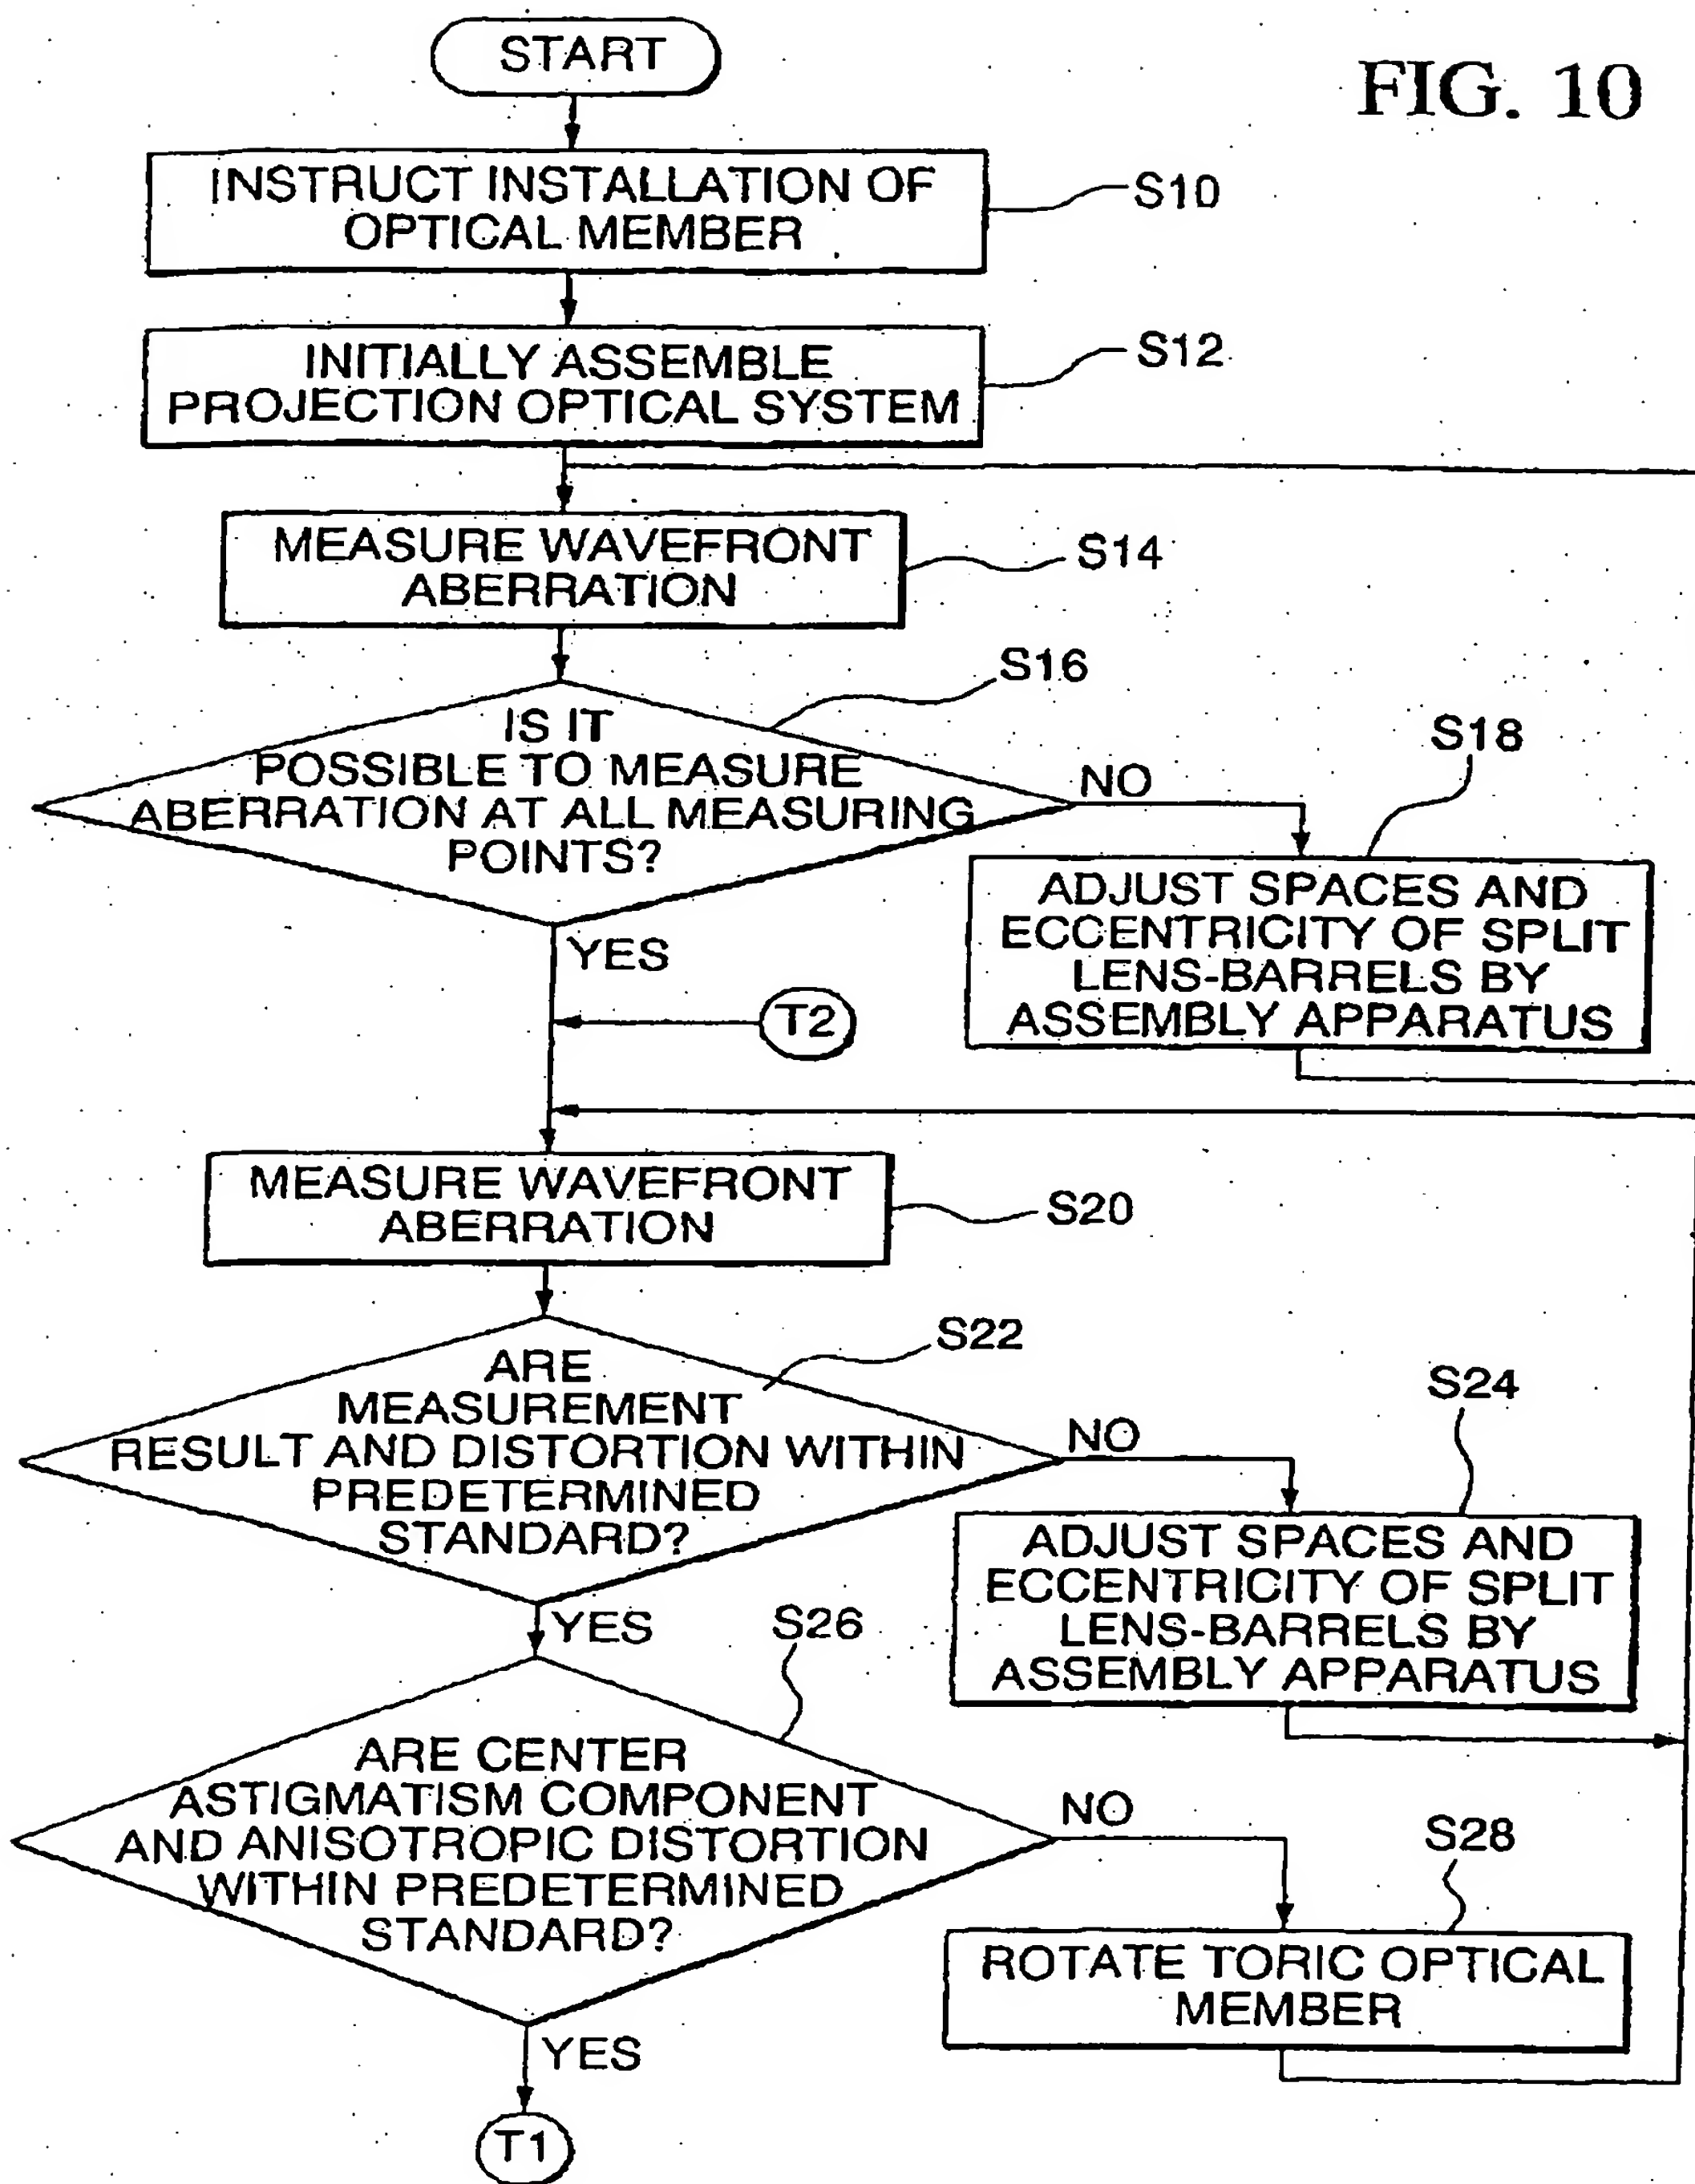 START
FIG. 10
INSTRUCT INSTALLATION OF
OPTICAL MEMBER
S10
INITIALLY ASSEMBLE
PROJECTION OPTICAL SYSTEM
S12
MEASURE WAVEFRONT
ABERRATION
S14
S16
IS IT
POSSIBLE TO MEASURE
ABERRATION AT ALL MEASURING
POINTS?
NO
S18
ADJUST SPACES AND
ECCENTRICITY OF SPLIT
LENS-BARRELS BY
ASSEMBLY APPARATUS
YES
T2
MEASURE WAVEFRONT
ABERRATION
S20
S22
ARE
MEASUREMENT
RESULT AND DISTORTION WITHIN
PREDETERMINED
STANDARD?
NO
S24
ADJUST SPACES AND
ECCENTRICITY OF SPLIT
LENS-BARRELS BY
ASSEMBLY APPARATUS
YES
S26
ARE CENTER
ASTIGMATISM COMPONENT
AND ANISOTROPIC DISTORTION
WITHIN PREDETERMINED
STANDARD?
NO
S28
ROTATE TORIC OPTICAL
MEMBER
YES
T1